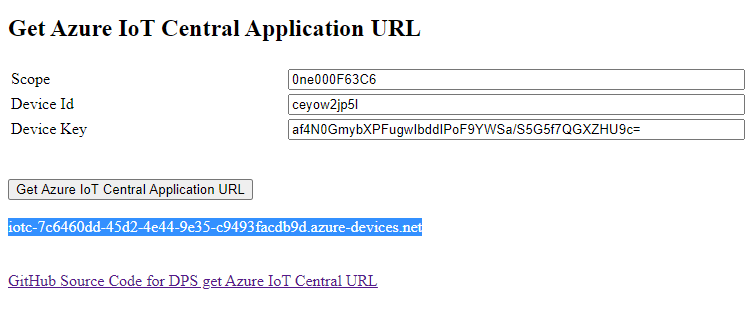 Get Azure IoT Central Application URL
Scope 0ne000F63C6
Device Id ceyow2jp5l
Device Key af4N0GmybXPFugwIbddIPoF9YWSa/S5G5f7QGXZHU9c=
Get Azure IoT Central Application URL
iotc-7c6460dd-45d2-4e44-9e35-c9493facdb9d.azure-devices.net
GitHub Source Code for DPS get Azure IoT Central URL